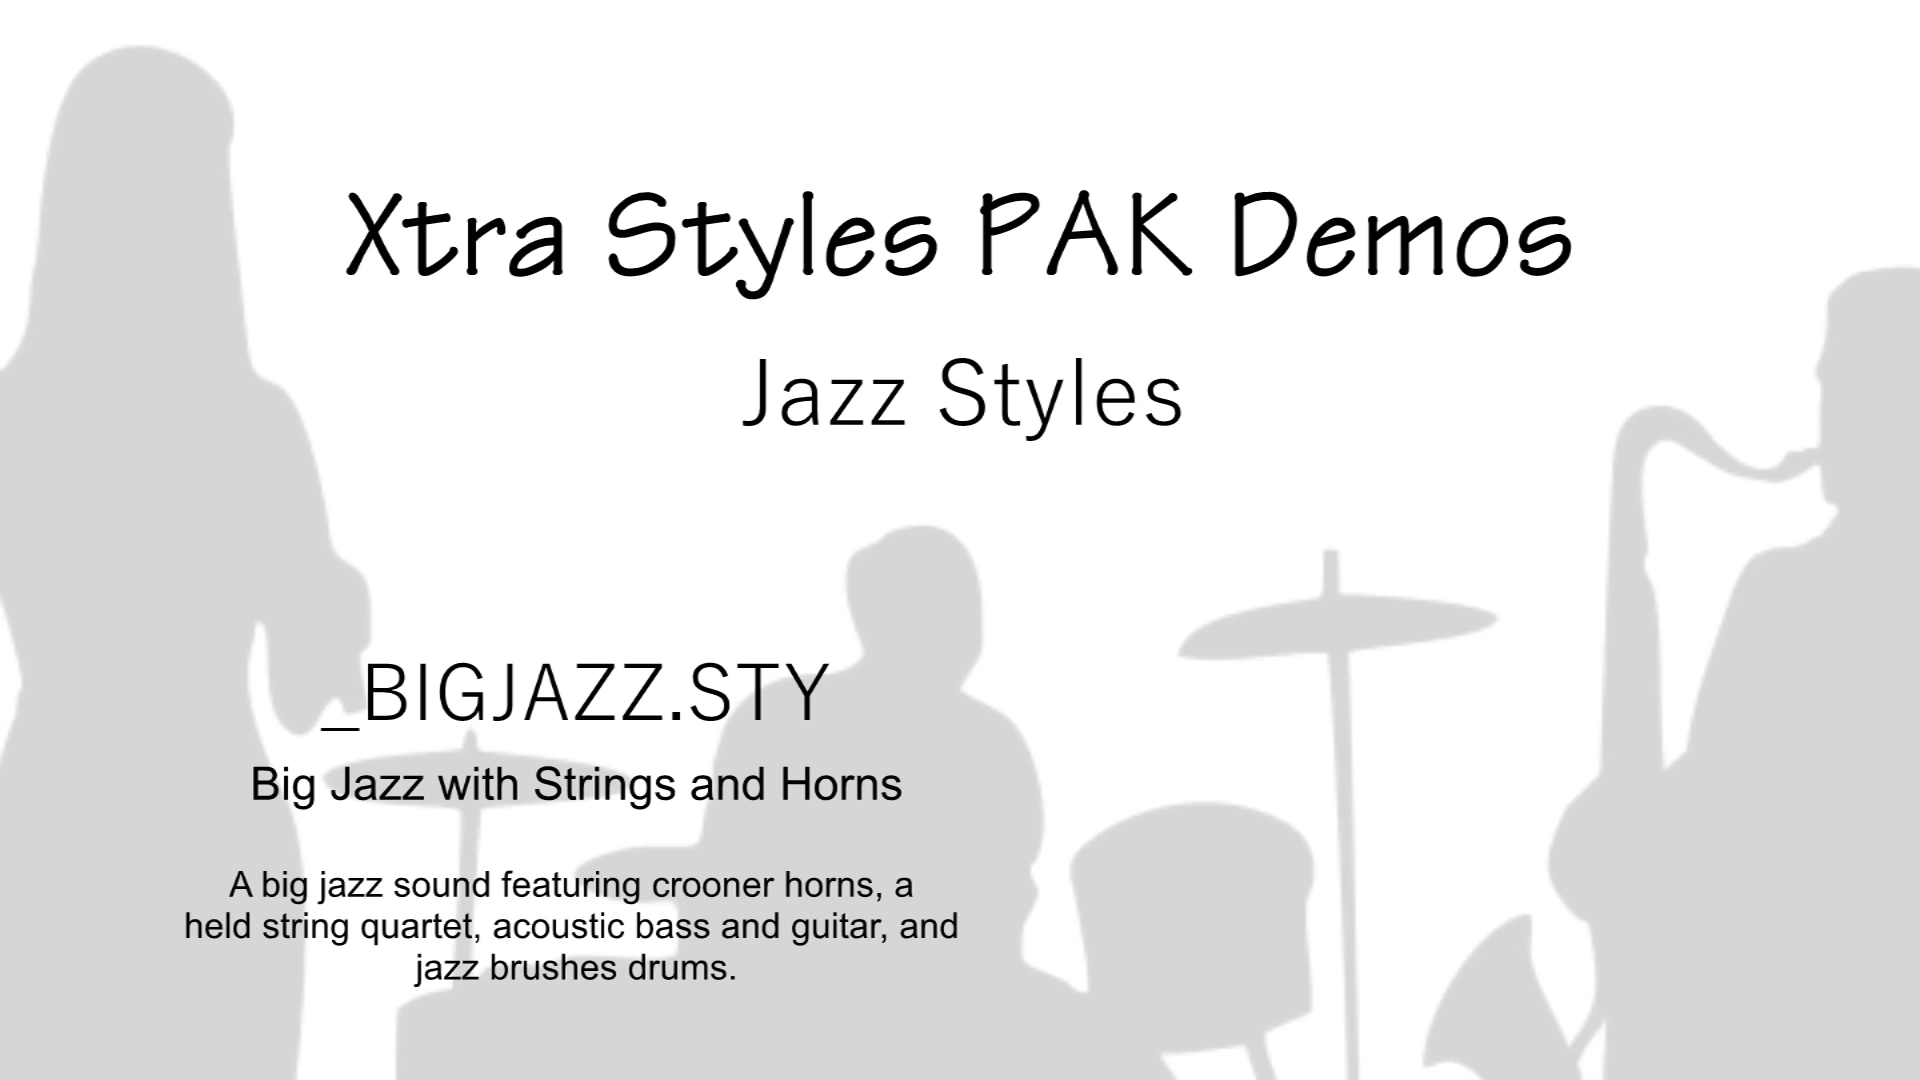 Xtra Styles PAK Demos
Jazz Styles
_BIGJAZZ.STY
Big Jazz with Strings and Horns
A big jazz sound featuring crooner horns, a
held string quartet, acoustic bass and guitar, and
jazz brushes drums.